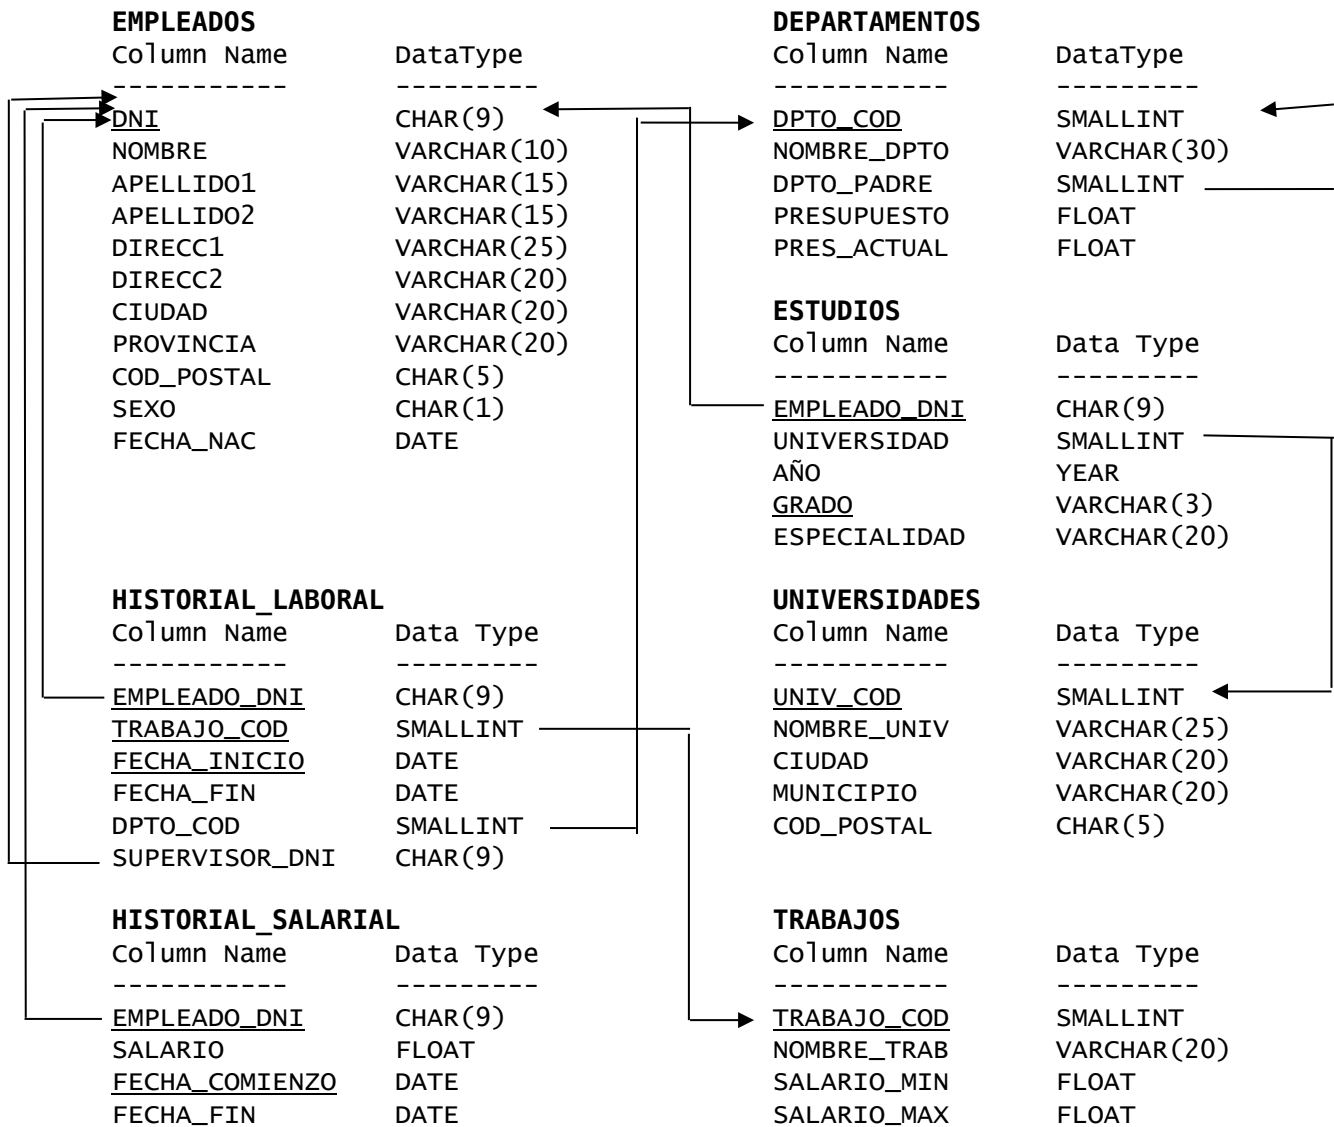 EMPLEADOS
Column Name DataType
----------- ---------
DNI CHAR(9)
NOMBRE VARCHAR(10)
APELLIDO1 VARCHAR(15)
APELLIDO2 VARCHAR(15)
DIRECC1 VARCHAR(25)
DIRECC2 VARCHAR(20)
CIUDAD VARCHAR(20)
PROVINCIA VARCHAR(20)
COD_POSTAL CHAR(5)
SEXO CHAR(1)
FECHA_NAC DATE
HISTORIAL_LABORAL
Column Name Data Type
----------- ---------
EMPLEADO_DNI CHAR(9)
TRABAJO_COD SMALLINT
FECHA_INICIO DATE
FECHA_FIN DATE
DPTO_COD SMALLINT
SUPERVISOR_DNI CHAR(9)
HISTORIAL_SALARIAL
Column Name Data Type
----------- ---------
EMPLEADO_DNI CHAR(9)
SALARIO FLOAT
FECHA_COMIENZO DATE
FECHA_FIN DATE
DEPARTAMENTOS
Column Name DataType
----------- ---------
DPTO_COD SMALLINT
NOMBRE_DPTO VARCHAR(30)
DPTO_PADRE SMALLINT
PRESUPUESTO FLOAT
PRES_ACTUAL FLOAT
ESTUDIOS
Column Name Data Type
----------- ---------
EMPLEADO_DNI CHAR(9)
UNIVERSIDAD SMALLINT
AÑO YEAR
GRADO VARCHAR(3)
ESPECIALIDAD VARCHAR(20)
UNIVERSIDADES
Column Name Data Type
----------- ---------
UNIV_COD SMALLINT
NOMBRE_UNIV VARCHAR(25)
CIUDAD VARCHAR(20)
MUNICIPIO VARCHAR(20)
COD_POSTAL CHAR(5)
TRABAJOS
Column Name Data Type
----------- ---------
TRABAJO_COD SMALLINT
NOMBRE_TRAB VARCHAR(20)
SALARIO_MIN FLOAT
SALARIO_MAX FLOAT